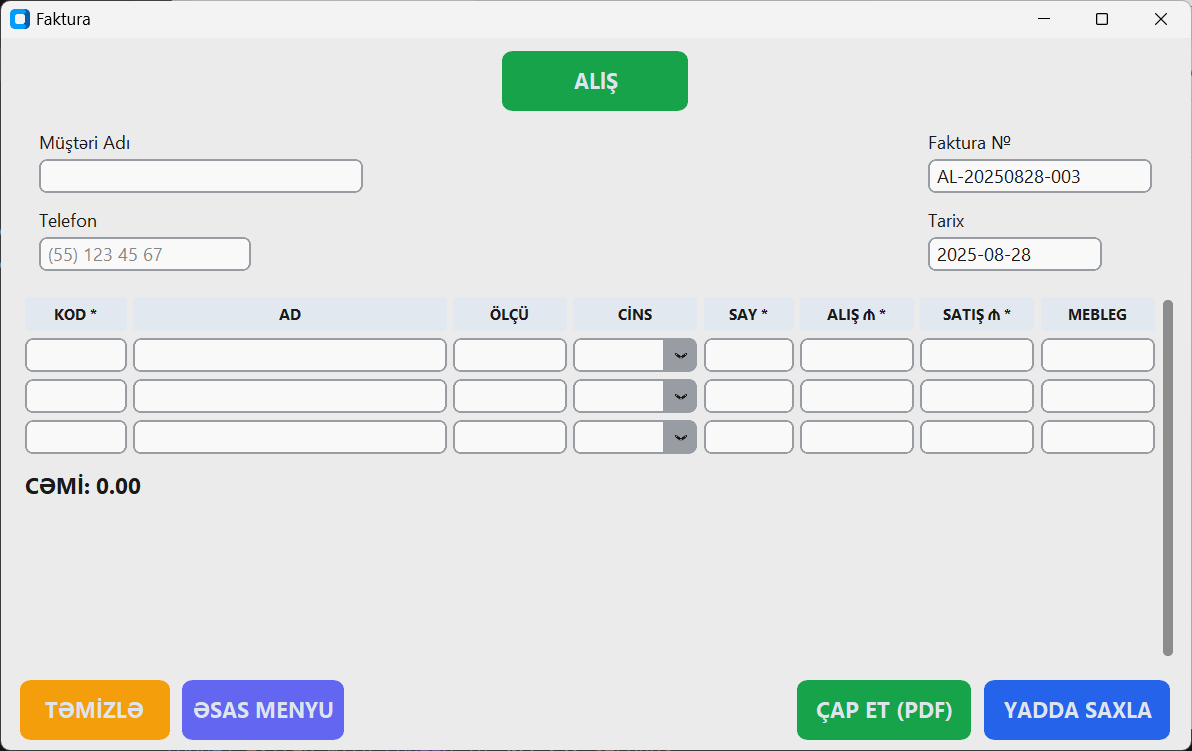 Faktura
ALİŞ
Müştəri Adı
Faktura №
AL-20250828-003
Telefon
Tarix
(55) 123 45 67
2025-08-28
KOD * AD ÖLÇÜ CİNS SAY * ALIŞ ₼ * SATIŞ ₼ * MEBLEG
CƏMİ: 0.00
TƏMİZLƏ ƏSAS MENYU ÇAP ET (PDF) YADDA SAXLA